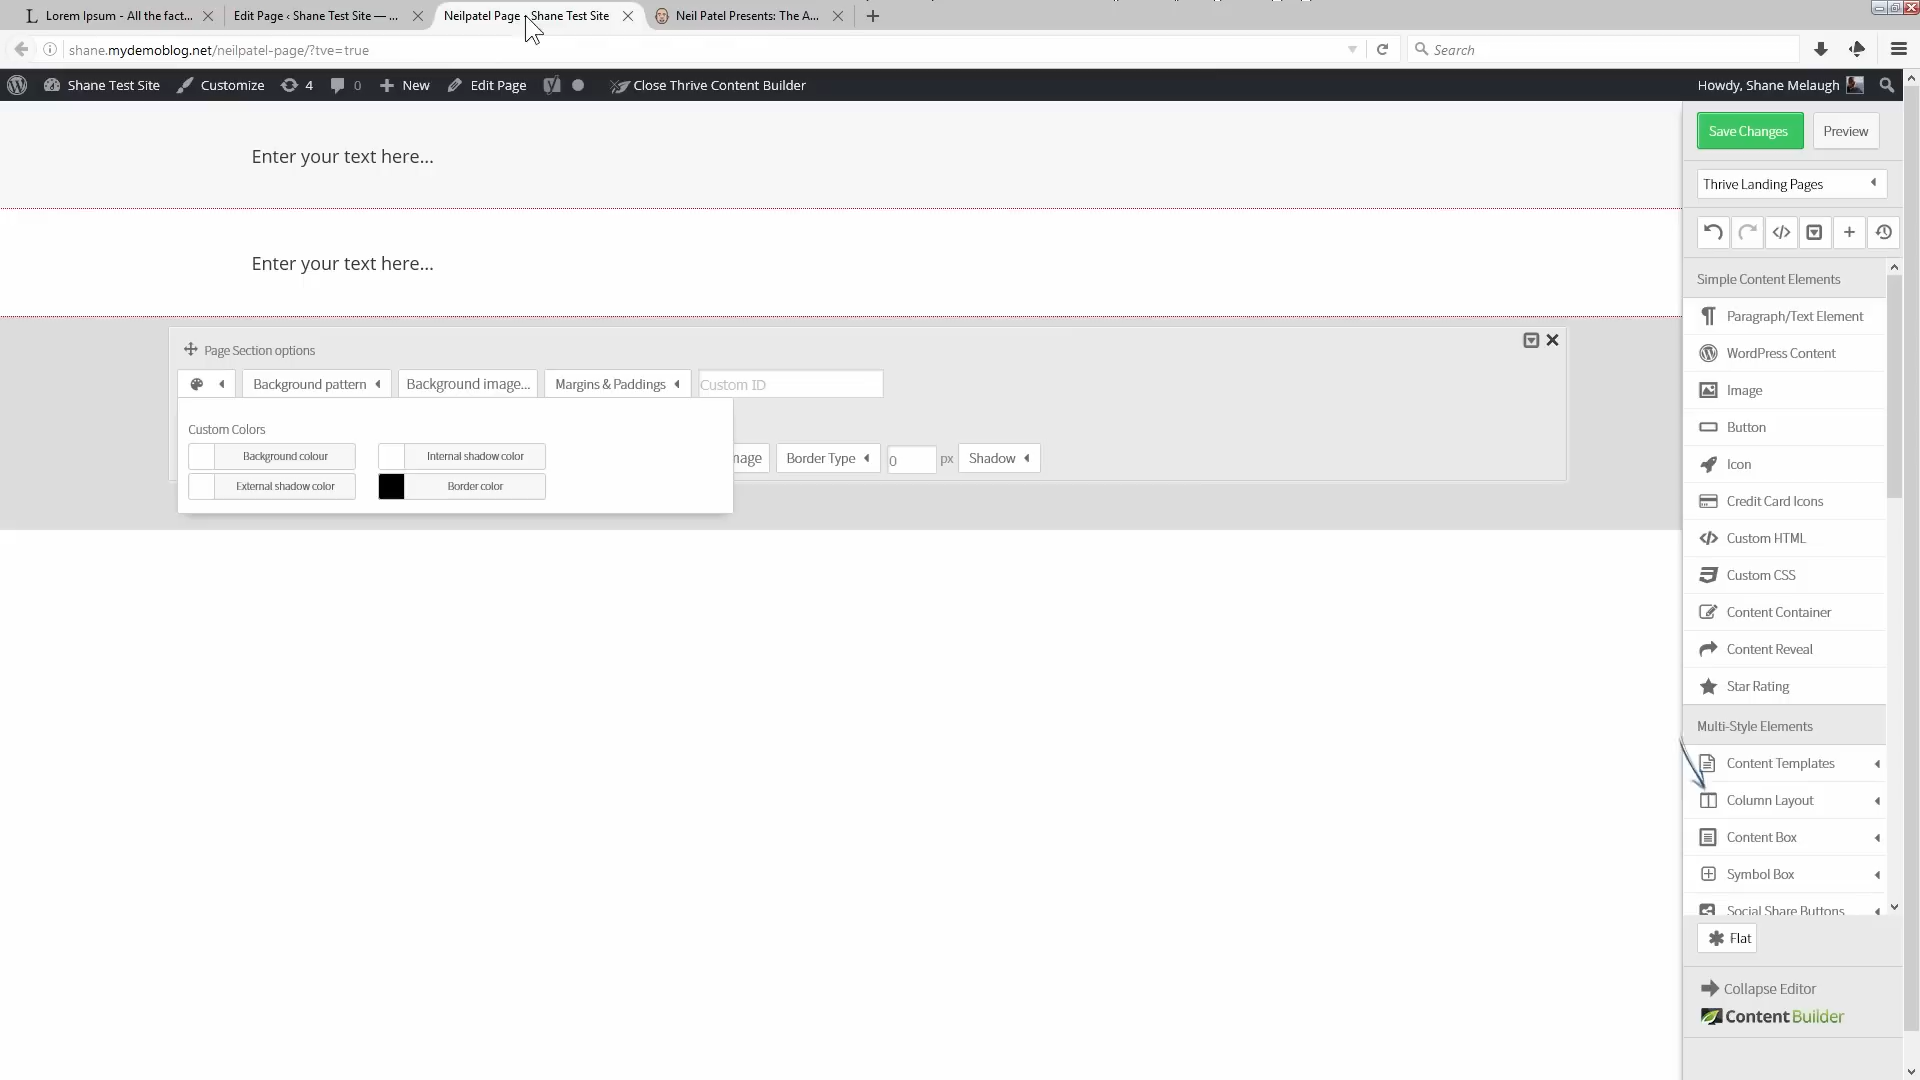 Lorem Ipsum - All the fact...
Edit Page ‹ Shane Test Site — ...
Neilpatel Page - Shane Test Site
Neil Patel Presents: The A...
shane.mydemoblog.net/neilpatel-page/?tve=true
Search
Shane Test Site
Customize
4
0
New
Edit Page
Close Thrive Content Builder
Howdy, Shane Melaugh
Enter your text here...
Enter your text here...
Page Section options
Background pattern
Background image...
Margins & Paddings
Custom ID
Custom Colors
Background colour
Internal shadow color
External shadow color
Border color
Border Type
0
px
Shadow
Save Changes
Preview
Thrive Landing Pages
Simple Content Elements
Paragraph/Text Element
WordPress Content
Image
Button
Icon
Credit Card Icons
Custom HTML
Custom CSS
Content Container
Content Reveal
Star Rating
Multi-Style Elements
Content Templates
Column Layout
Content Box
Symbol Box
Social Share Buttons
Flat
Collapse Editor
Content Builder